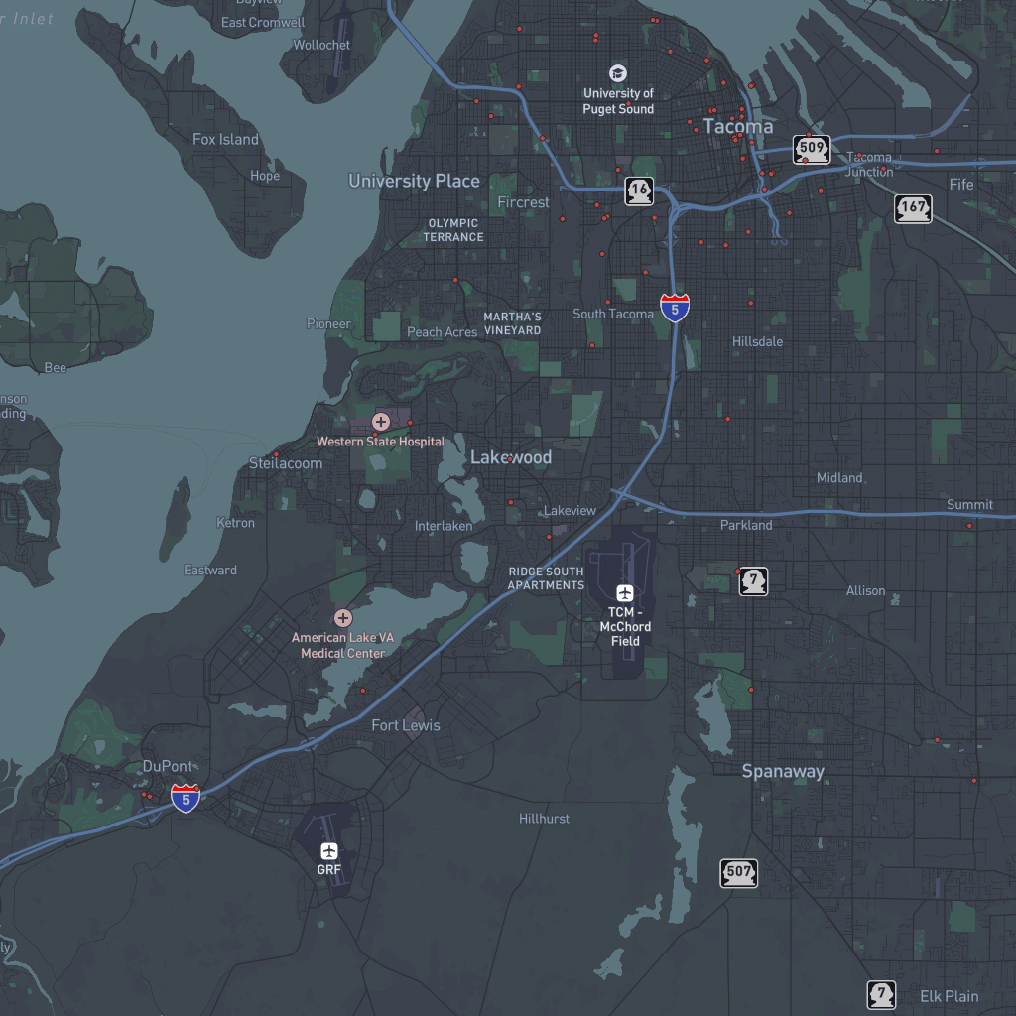 Bayview
r Inlet
East Cromwell
Wollochet
University of
Puget Sound
Tacoma
509
Fox Island
Tacoma
Junction
Hope
University Place
Fife
16
Fircrest
167
OLYMPIC
TERRANCE
5
South Tacoma
MARTHA'S
VINEYARD
Pioneer
Peach Acres
Hillsdale
Bee
nson
ding
Western State Hospital
Lakewood
Steilacoom
Midland
Summit
Lakeview
Ketron
Interlaken
Parkland
Eastward
RIDGE SOUTH
APARTMENTS
7
Allison
TCM -
McChord
Field
American Lake VA
Medical Center
Fort Lewis
DuPont
Spanaway
5
Hillhurst
GRF
507
ly
7
Elk Plain